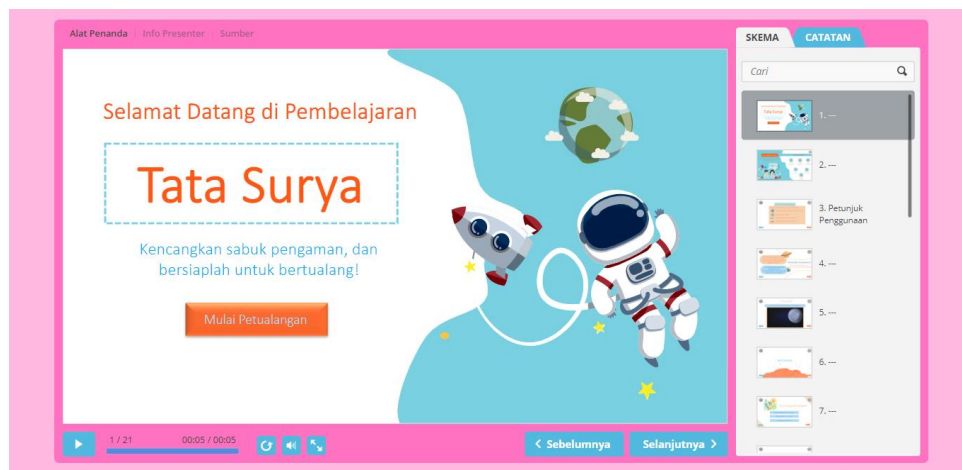 Alat Penanda Info Presenter Sumber
SKEMA CATATAN
Cari
Selamat Datang di Pembelajaran
Tata Surya
Kencangkan sabuk pengaman, dan
bersiaplah untuk bertualang!
Mulai Petualangan
1. ---
2. ---
3. Petunjuk
Penggunaan
4. ---
5. ---
6. ---
7. ---
1 / 21 00:05 / 00:05
Sebelumnya Selanjutnya